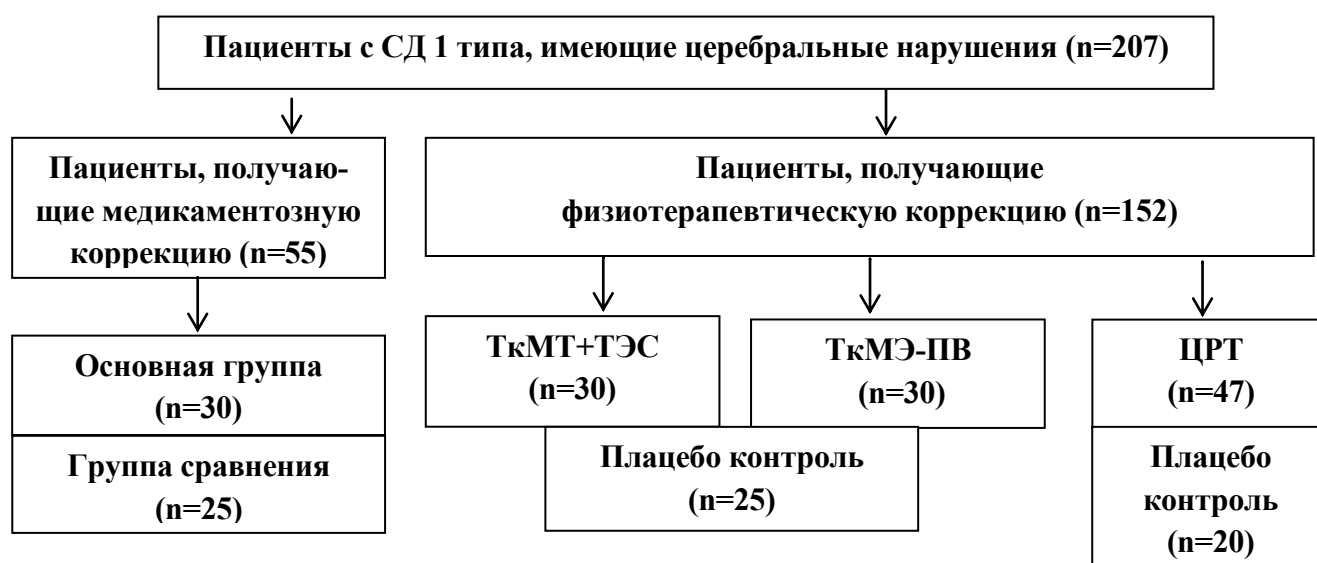 Пациенты с СД 1 типа, имеющие церебральные нарушения (n=207)
Пациенты, получаю-
щие медикаментозную
коррекцию (n=55)
Пациенты, получающие
физиотерапевтическую коррекцию (n=152)
Основная группа
(n=30)
Группа сравнения
(n=25)
ТкМТ+ТЭС
(n=30)
ТкМЭ-ПВ
(n=30)
ЦРТ
(n=47)
Плацебо контроль
(n=25)
Плацебо
контроль
(n=20)